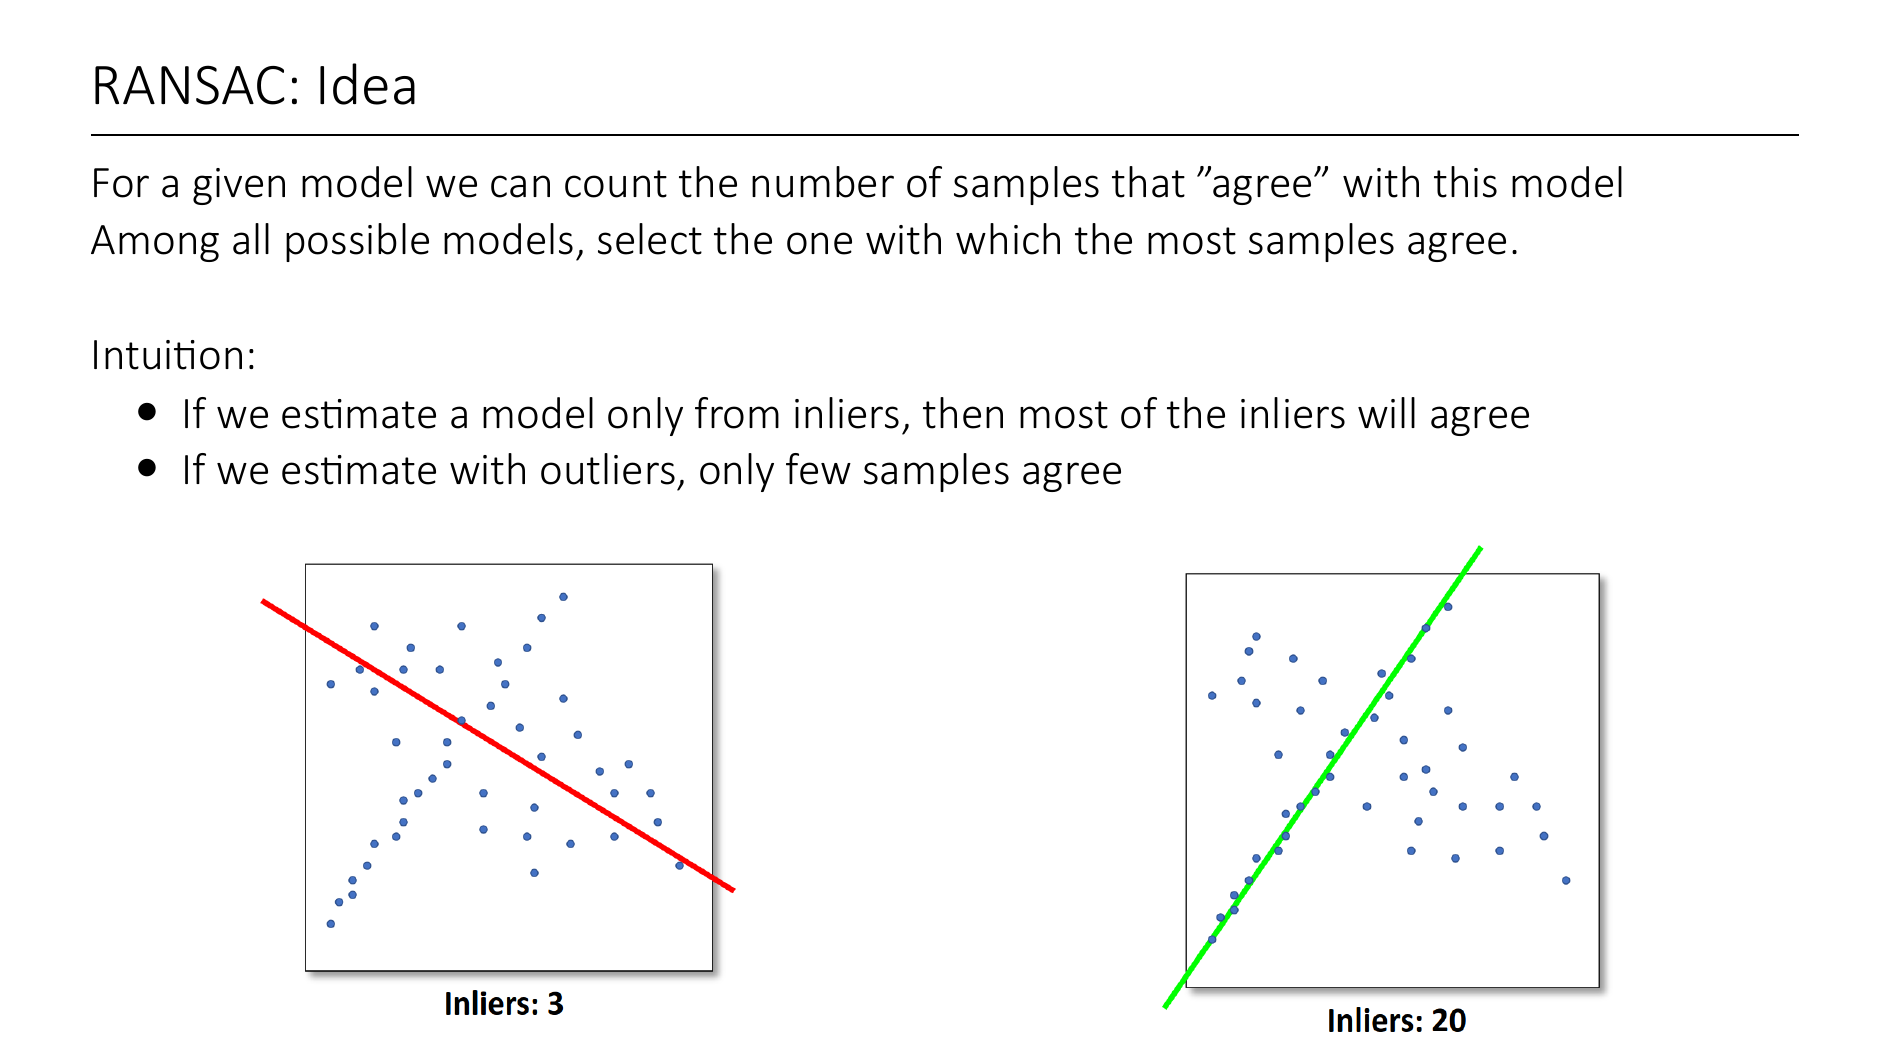 RANSAC: Idea
For a given model we can count the number of samples that ”agree” with this model
Among all possible models, select the one with which the most samples agree.
Intuition:
● If we estimate a model only from inliers, then most of the inliers will agree
● If we estimate with outliers, only few samples agree
Inliers: 3
Inliers: 20